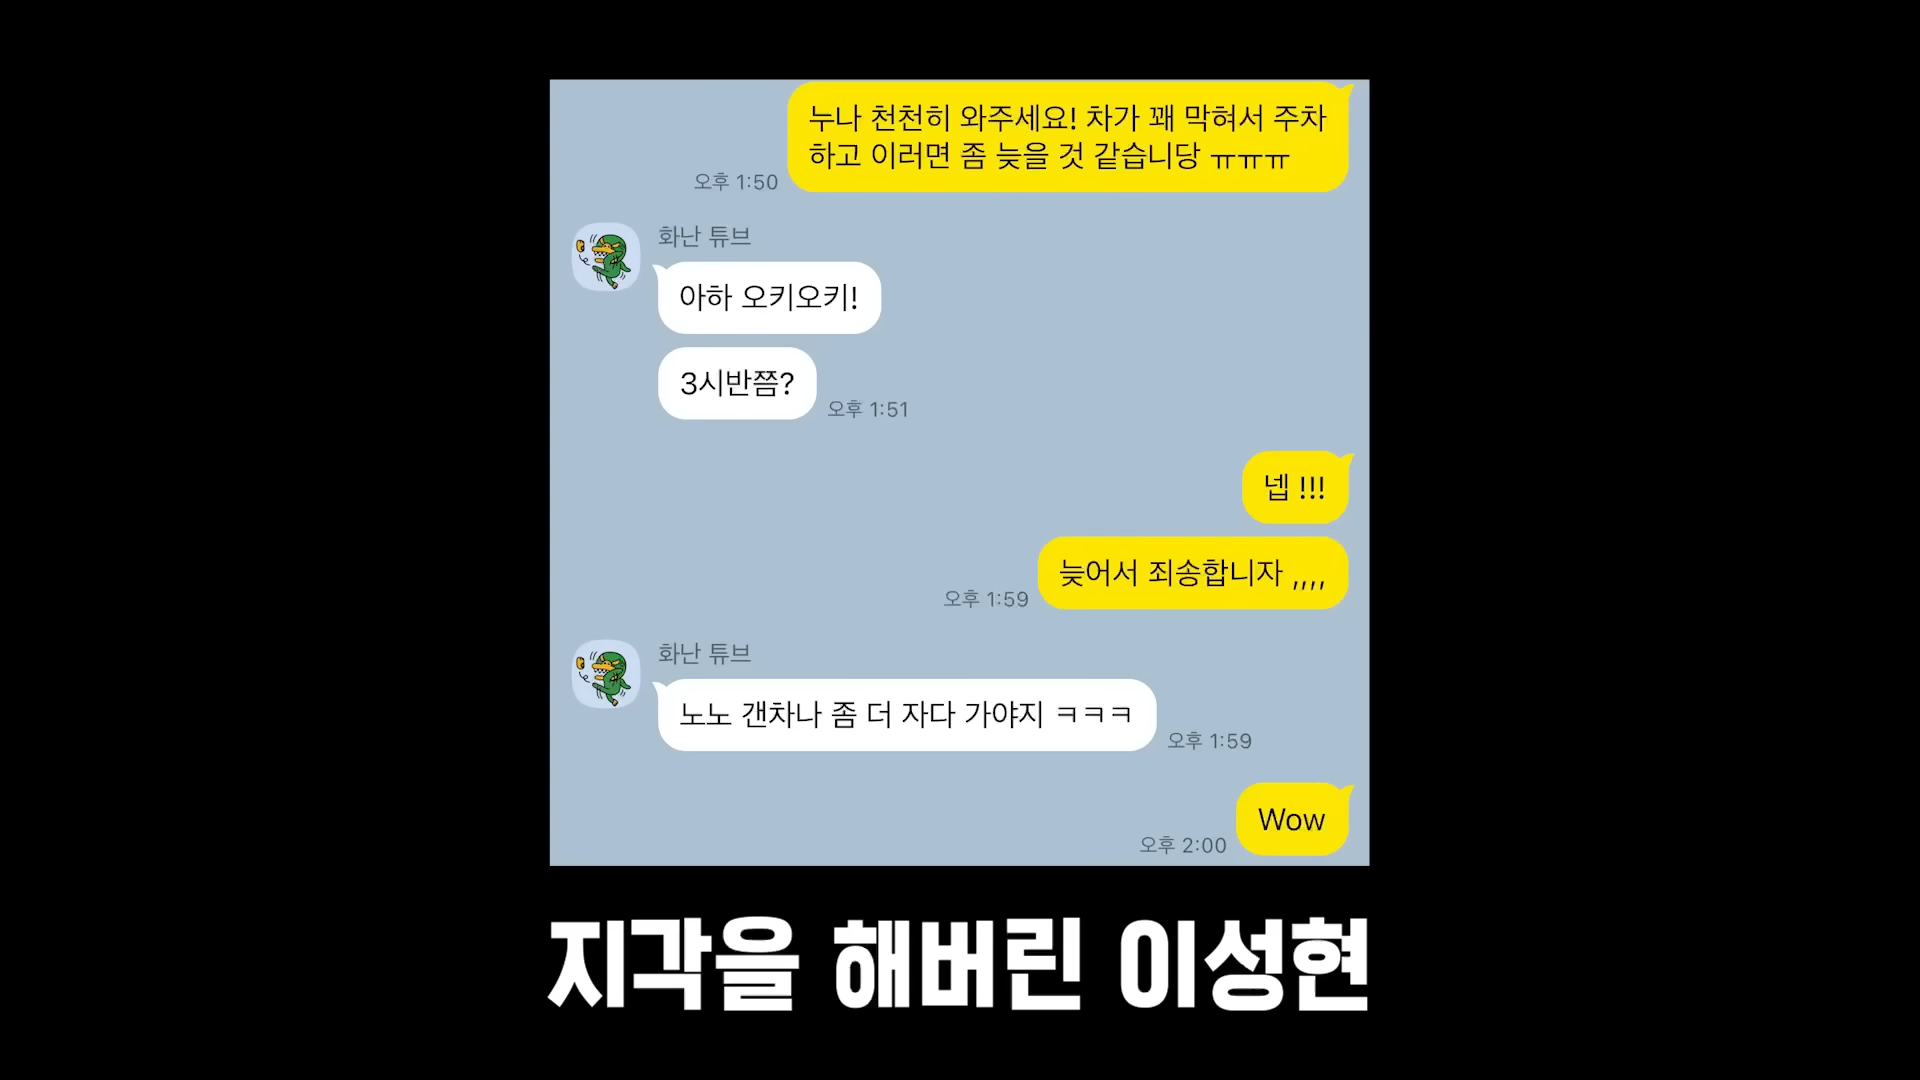 누나 천천히 와주세요! 차가 꽤 막혀서 주차
하고 이러면 좀 늦을 것 같습니당 ㅠㅠㅠ
오후 1:50
화난 튜브
아하 오키오키!
3시반쯤?
오후 1:51
넵 !!!
늦어서 죄송합니자 ,,,,
오후 1:59
화난 튜브
노노 갠차나 좀 더 자다 가야지 ㅋㅋㅋ
오후 1:59
Wow
오후 2:00
지각을 해버린 이성현